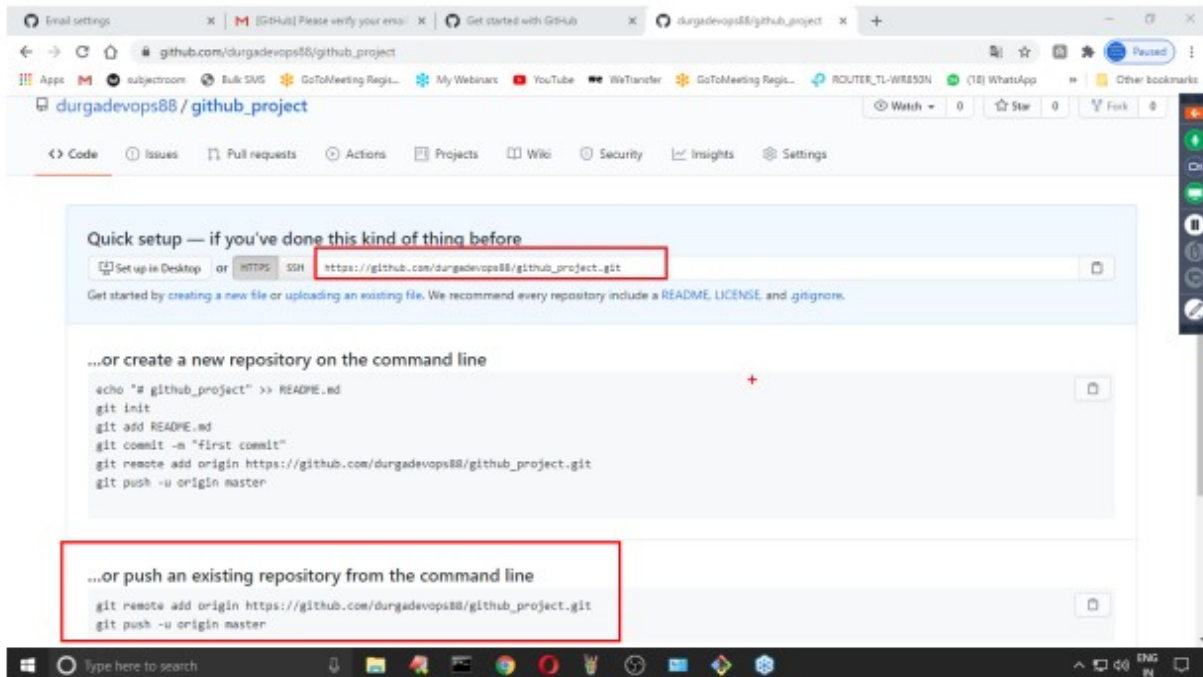 Email settings
[GitHub] Please verify your emai
Get started with GitHub
durgadevops88/github_project
github.com/durgadevops88/github_project
Paused
Apps
subjectroom
Bulk SMS
GoToMeeting Regis...
My Webinars
YouTube
WeTransfer
GoToMeeting Regis...
ROUTER_TL-WR850N
(18) WhatsApp
Other bookmarks
durgadevops88 / github_project
Watch 0
Star 0
Fork 0
<> Code
Issues
Pull requests
Actions
Projects
Wiki
Security
Insights
Settings
Quick setup — if you've done this kind of thing before
Set up in Desktop or HTTPS SSH https://github.com/durgadevops88/github_project.git
Get started by creating a new file or uploading an existing file. We recommend every repository include a README, LICENSE, and .gitignore.
...or create a new repository on the command line
echo "# github_project" >> README.md
git init
git add README.md
git commit -m "first commit"
git remote add origin https://github.com/durgadevops88/github_project.git
git push -u origin master
...or push an existing repository from the command line
git remote add origin https://github.com/durgadevops88/github_project.git
git push -u origin master
Type here to search
ENG
IN